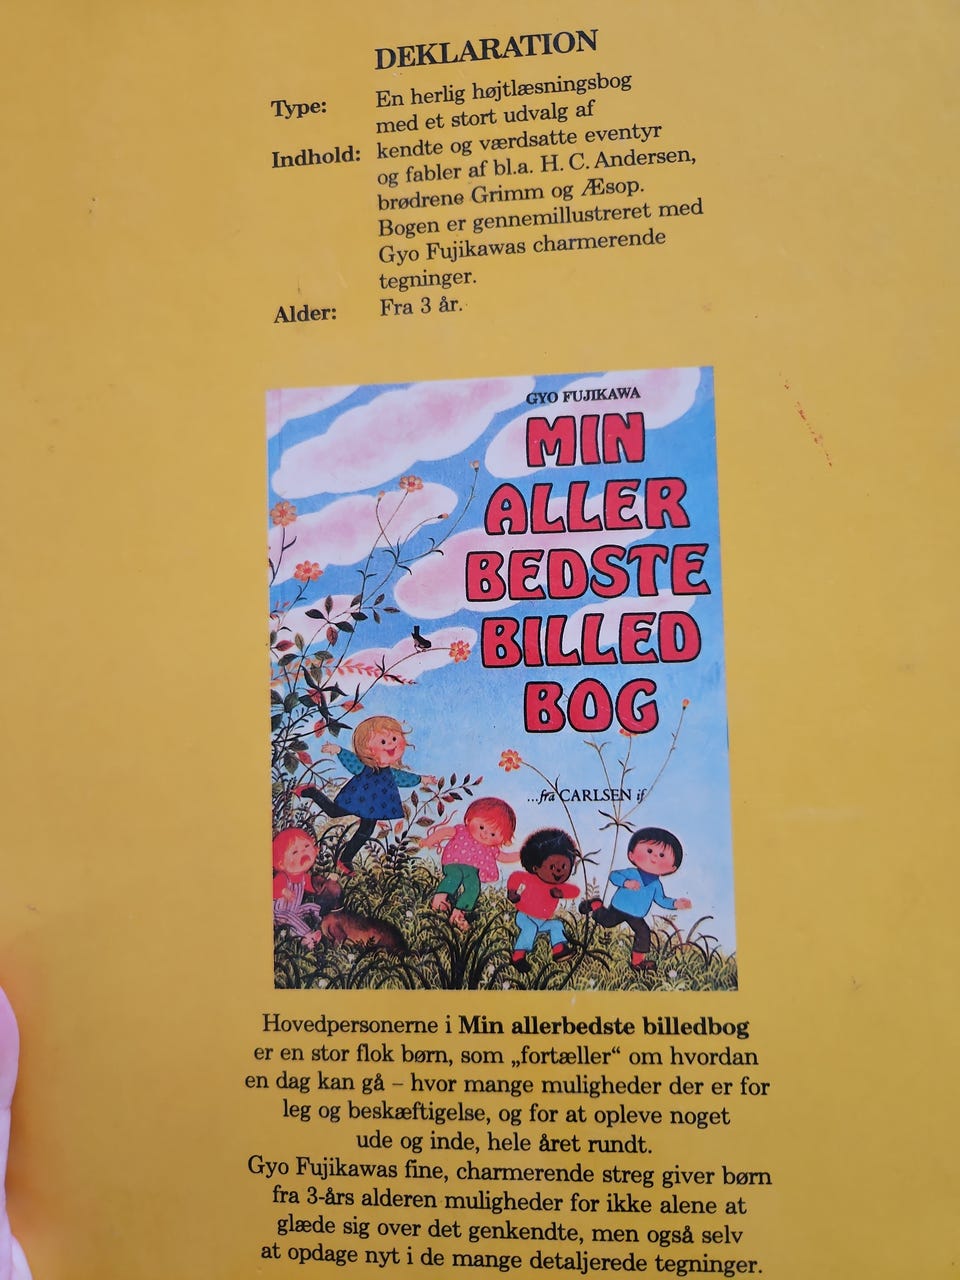 DEKLARATION
Type: En herlig højtlæsningsbog
med et stort udvalg af
Indhold: kendte og værdsatte eventyr
og fabler af bl.a. H. C. Andersen,
brødrene Grimm og Æsop.
Bogen er gennemillustreret med
Gyo Fujikawas charmerende
tegninger.
Alder: Fra 3 år.
GYO FUJIKAWA
MIN
ALLER
BEDSTE
BILLED
BOG
...fra CARLSEN if
Hovedpersonerne i Min allerbedste billedbog
er en stor flok børn, som „fortæller“ om hvordan
en dag kan gå – hvor mange muligheder der er for
leg og beskæftigelse, og for at opleve noget
ude og inde, hele året rundt.
Gyo Fujikawas fine, charmerende streg giver børn
fra 3-års alderen muligheder for ikke alene at
glæde sig over det genkendte, men også selv
at opdage nyt i de mange detaljerede tegninger.